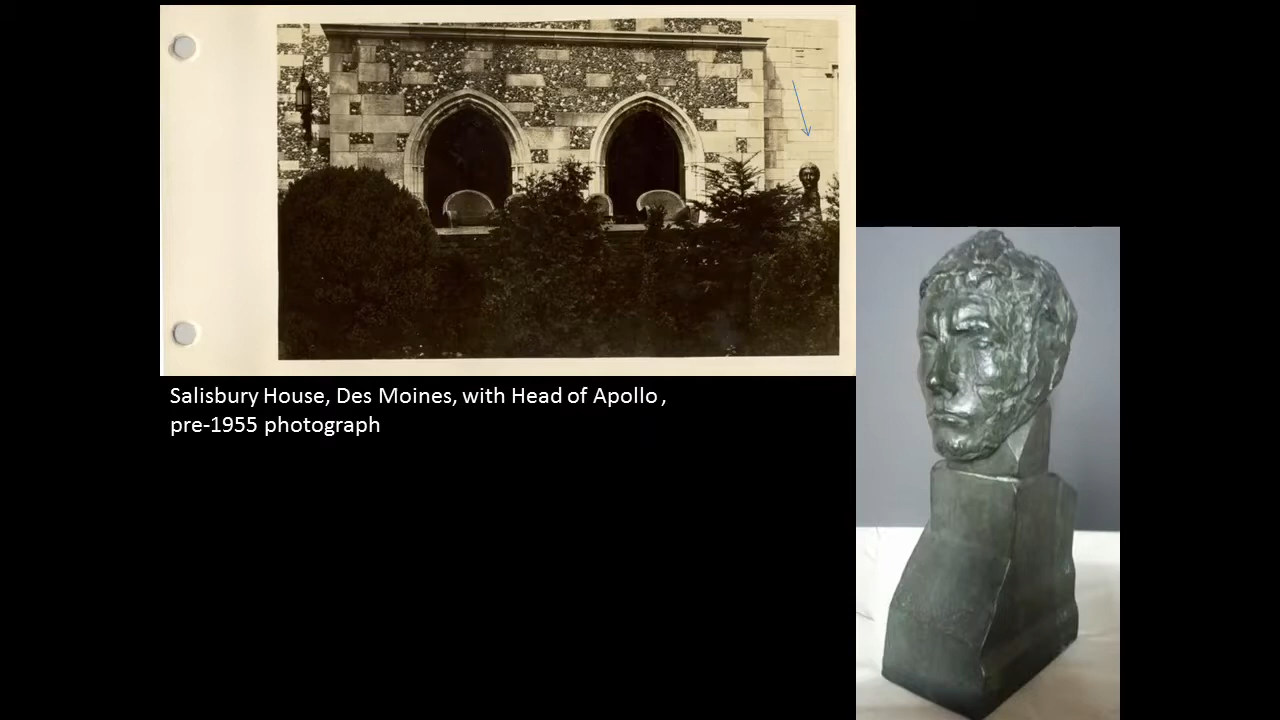 Salisbury House, Des Moines, with Head of Apollo ,
pre-1955 photograph